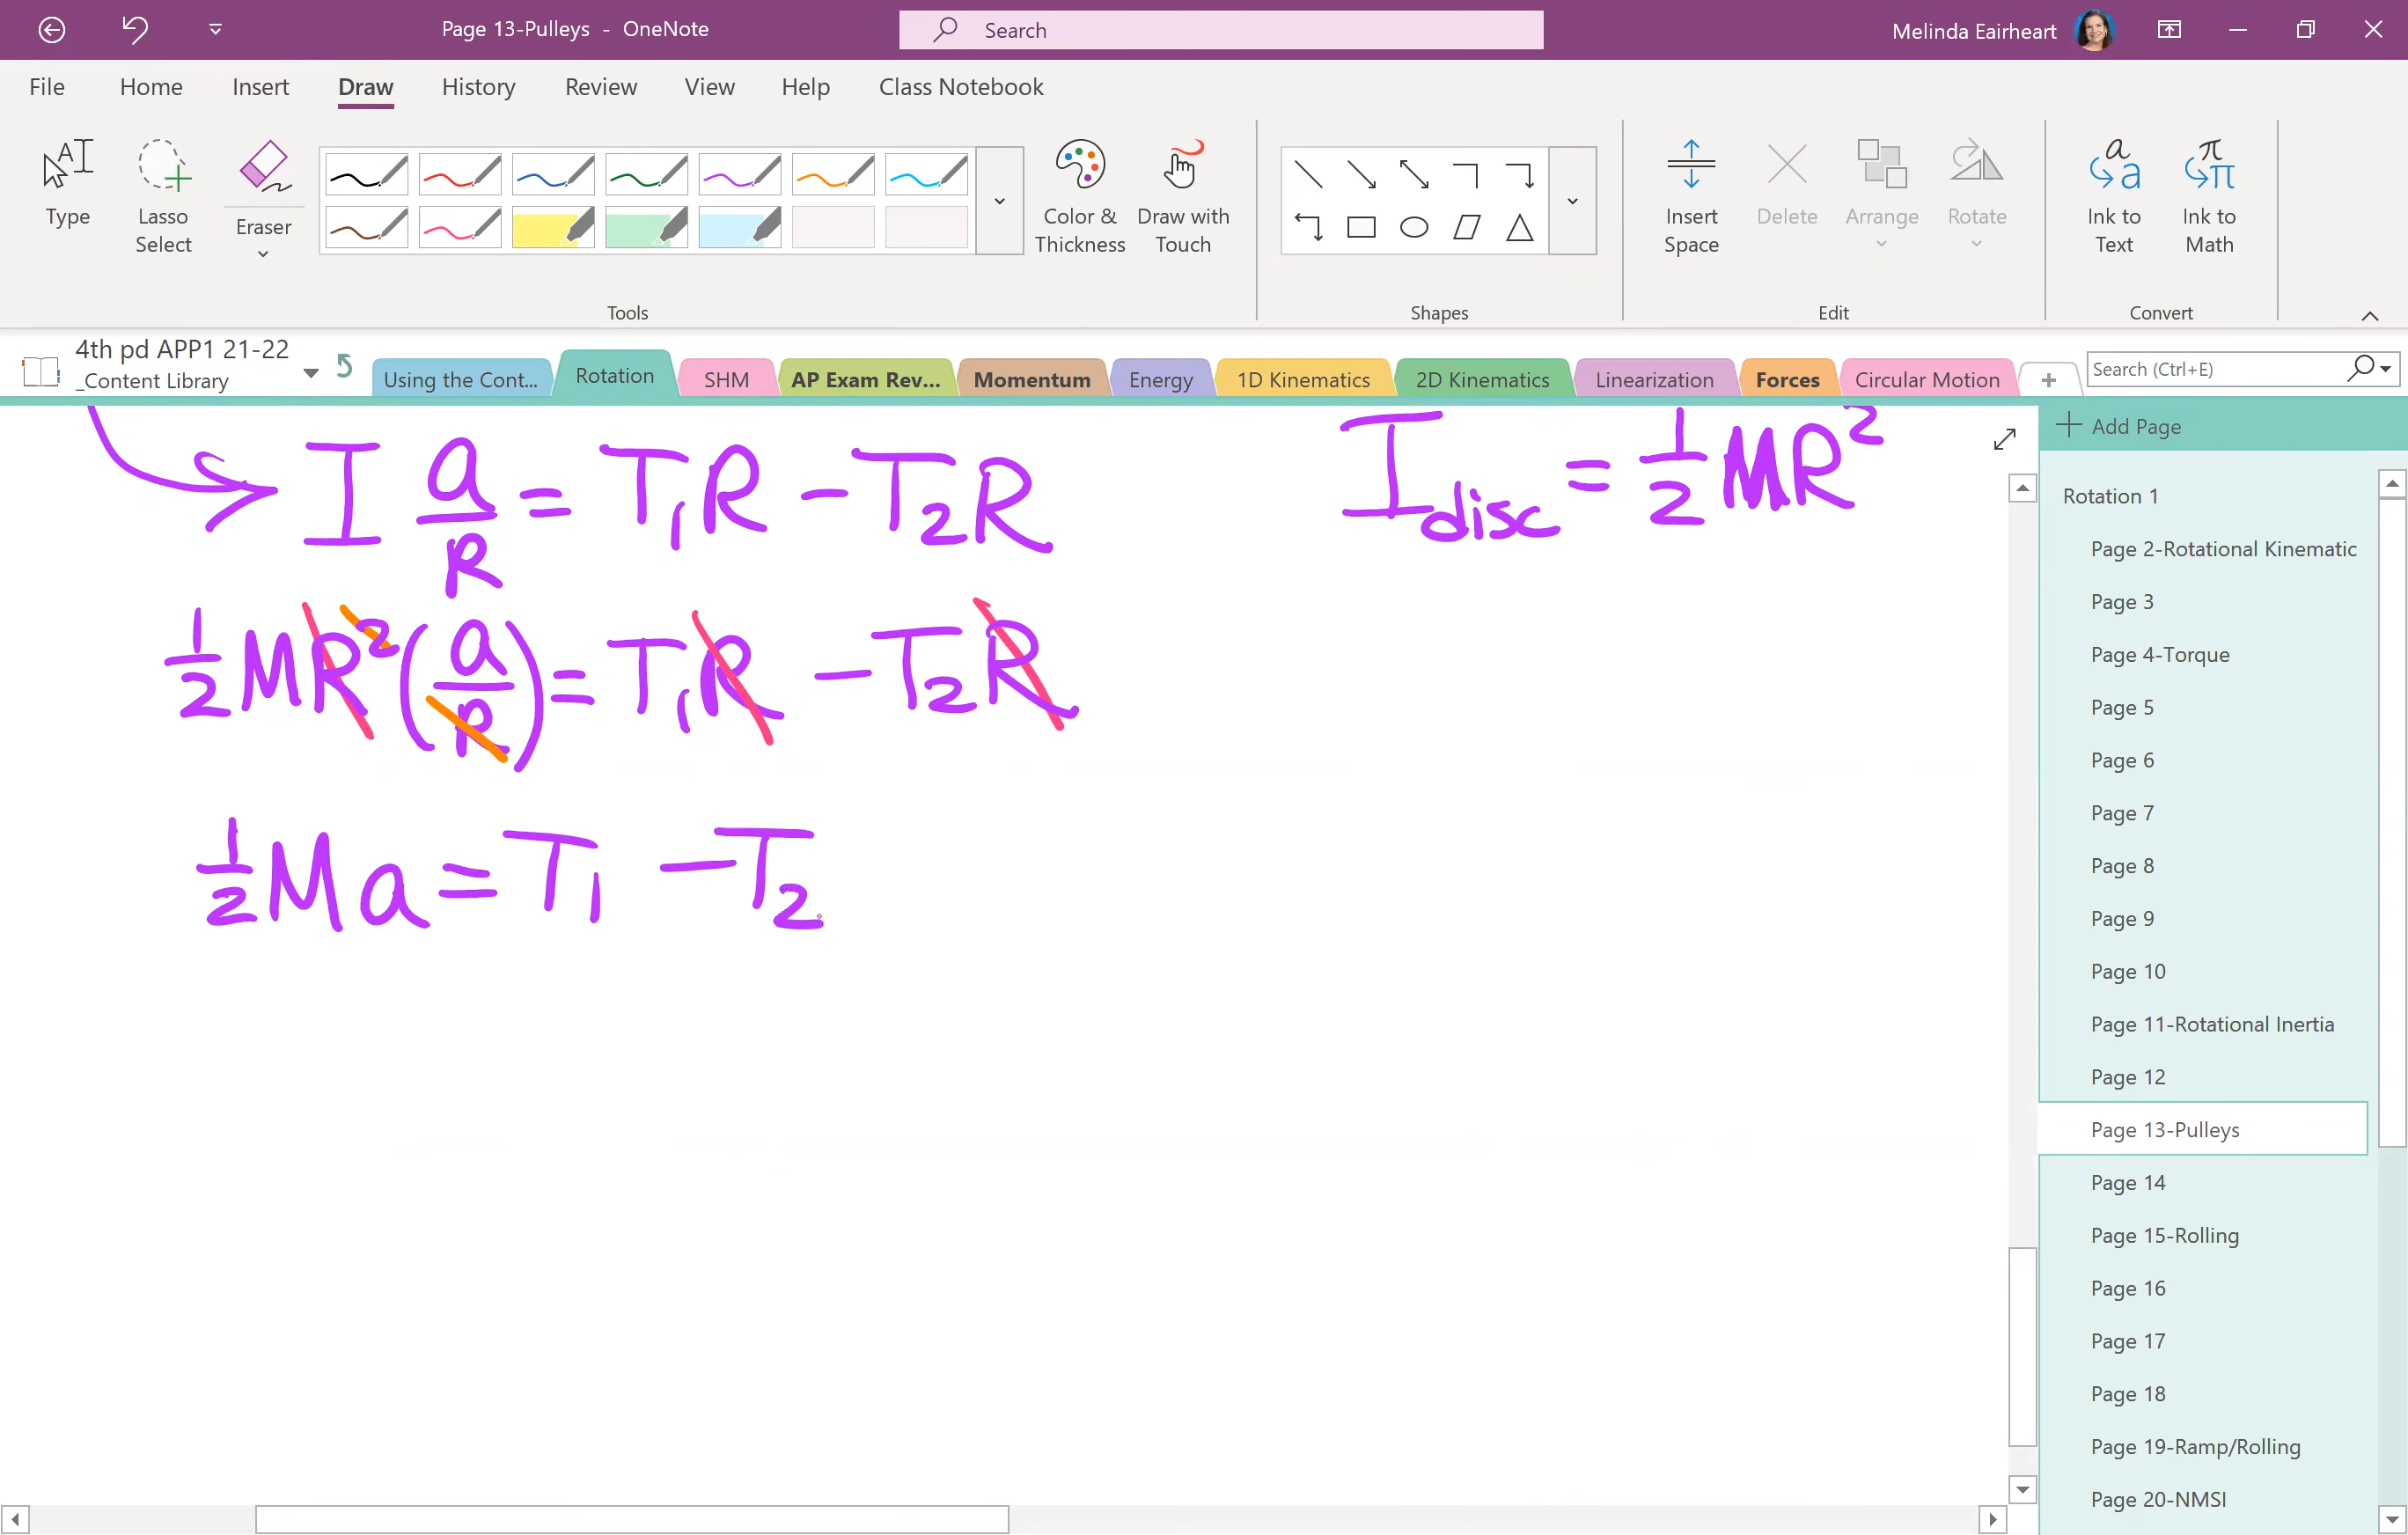 Page 13-Pulleys - OneNote
Search
Melinda Eairheart
File Home Insert Draw History Review View Help Class Notebook
Type
Lasso Select
Eraser
Color & Thickness
Draw with Touch
Insert Space
Delete
Arrange
Rotate
Ink to Text
Ink to Math
Tools
Shapes
Edit
Convert
4th pd APP1 21-22
_Content Library
Using the Cont...
Rotation
SHM
AP Exam Rev...
Momentum
Energy
1D Kinematics
2D Kinematics
Linearization
Forces
Circular Motion
+
Search (Ctrl+E)
I a/R = T₁R - T₂R
I_disc = 1/2 MR²
1/2 MR² (a/R) = T₁R - T₂R
1/2 Ma = T₁ - T₂
Add Page
Rotation 1
Page 2-Rotational Kinematic
Page 3
Page 4-Torque
Page 5
Page 6
Page 7
Page 8
Page 9
Page 10
Page 11-Rotational Inertia
Page 12
Page 13-Pulleys
Page 14
Page 15-Rolling
Page 16
Page 17
Page 18
Page 19-Ramp/Rolling
Page 20-NMSI